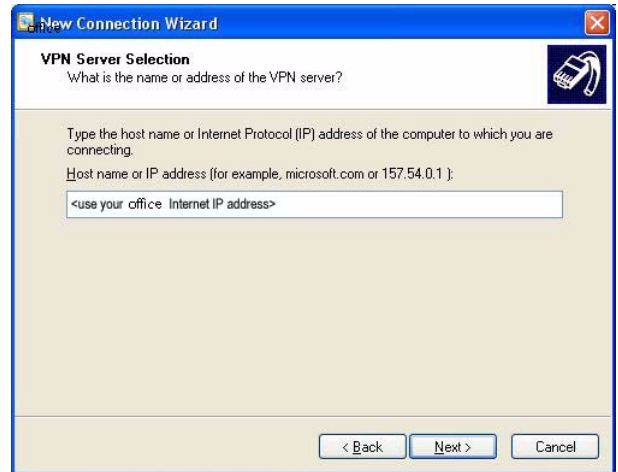 New Connection Wizard
office
VPN Server Selection
What is the name or address of the VPN server?
Type the host name or Internet Protocol (IP) address of the computer to which you are
connecting.
Host name or IP address (for example, microsoft.com or 157.54.0.1 ):
<use your office Internet IP address>
< Back
Next >
Cancel